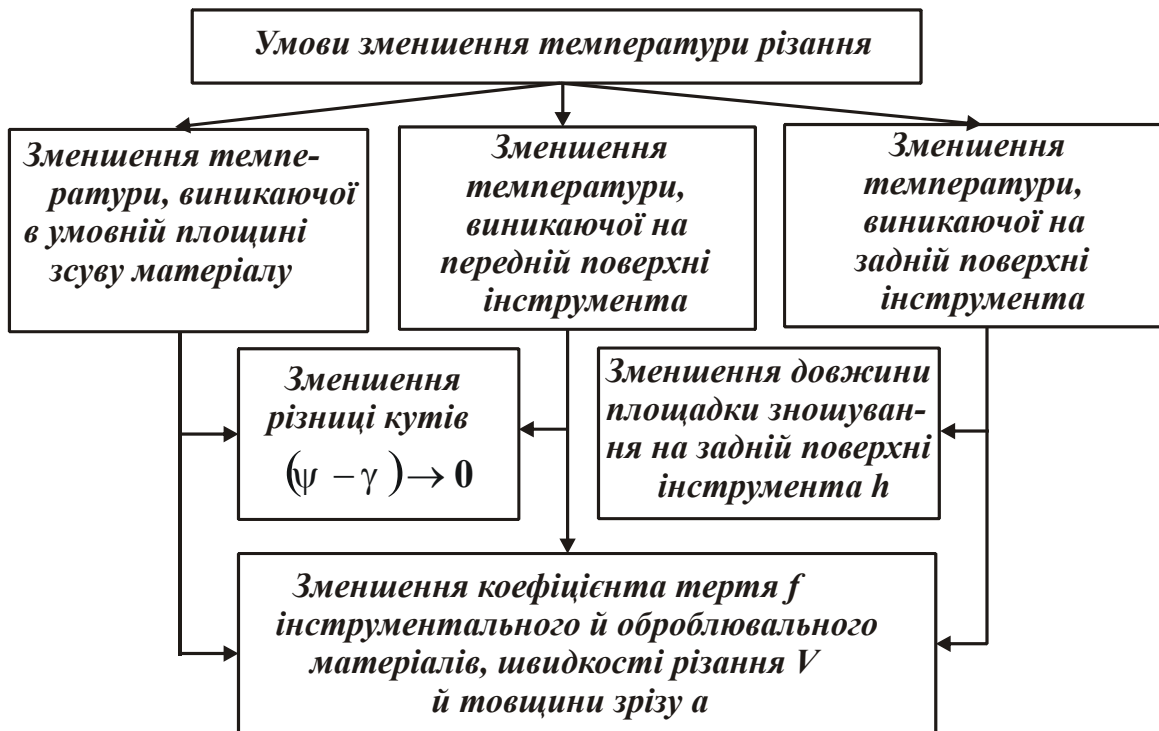 Умови зменшення температури різання
Зменшення темпе-
ратури, виникаючої
в умовній площині
зсуву матеріалу
Зменшення
температури,
виникаючої на
передній поверхні
інструмента
Зменшення
температури,
виникаючої на
задній поверхні
інструмента
Зменшення
різниці кутів
(ψ - γ) → 0
Зменшення довжини
площадки зношуван-
ня на задній поверхні
інструмента h
Зменшення коефіцієнта тертя f
інструментального й оброблювального
матеріалів, швидкості різання V
й товщини зрізу a